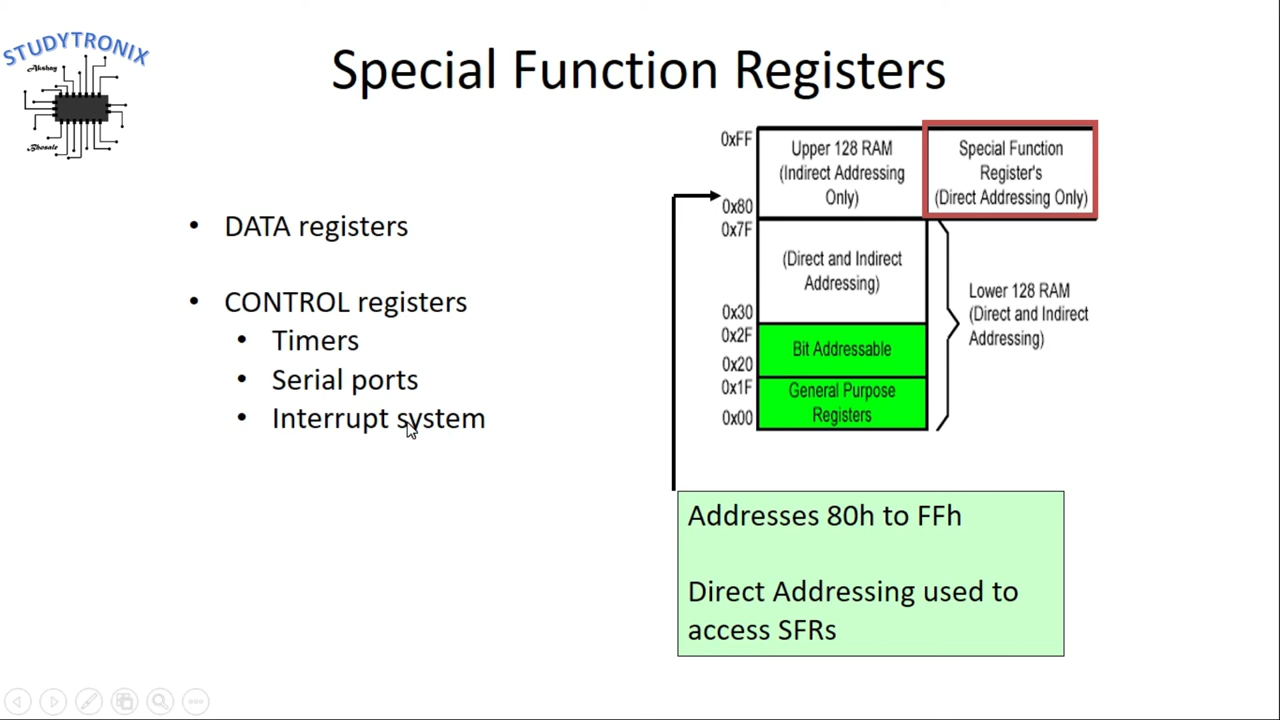 STUDYTRONIX
Akshay
Bhosale
Special Function Registers
• DATA registers
• CONTROL registers
• Timers
• Serial ports
• Interrupt system
0xFF
0x80
0x7F
0x30
0x2F
0x20
0x1F
0x00
Upper 128 RAM
(Indirect Addressing
Only)
Special Function
Register's
(Direct Addressing Only)
(Direct and Indirect
Addressing)
Bit Addressable
General Purpose
Registers
Lower 128 RAM
(Direct and Indirect
Addressing)
Addresses 80h to FFh
Direct Addressing used to
access SFRs